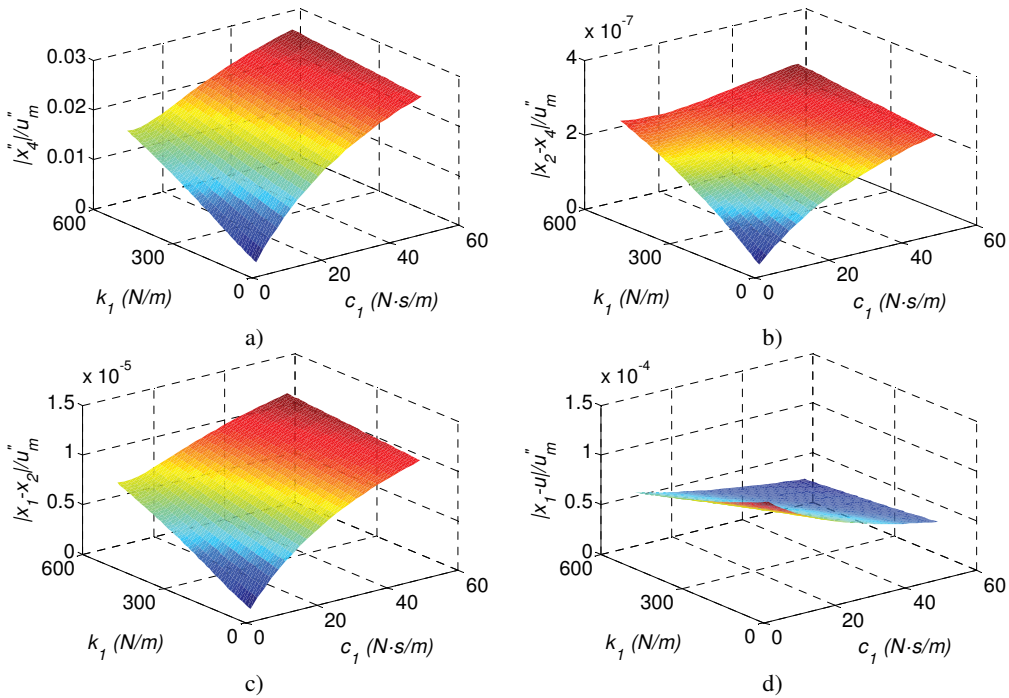 0.03
0.02
0.01
0
|x''4|/u''m
600
300
0
k1 (N/m)
0
20
40
60
c1 (N·s/m)
a)
x 10-7
4
2
0
|x2-x4|/u''m
600
300
0
k1 (N/m)
0
20
40
60
c1 (N·s/m)
b)
x 10-5
1.5
1
0.5
0
|x1-x2|/u''m
600
300
0
k1 (N/m)
0
20
40
60
c1 (N·s/m)
c)
x 10-4
1.5
1
0.5
0
|x1-u|/u''m
600
300
0
k1 (N/m)
0
20
40
60
c1 (N·s/m)
d)